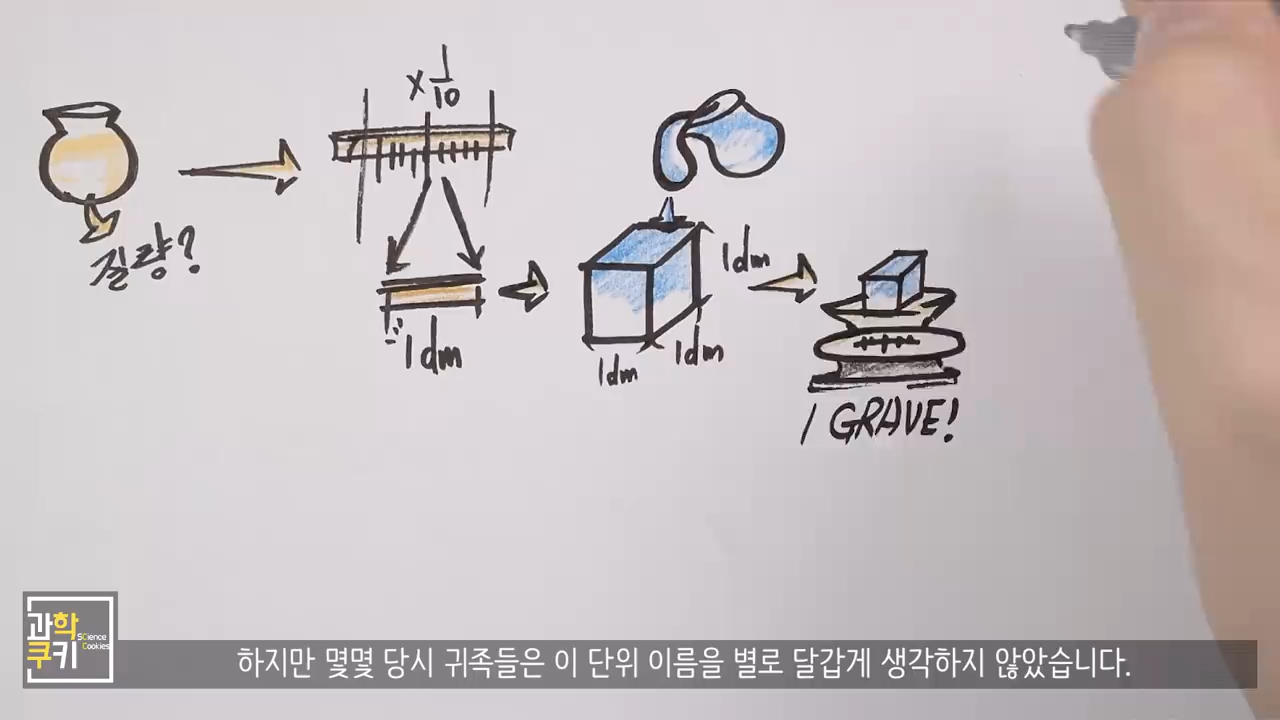 × 1/10
질량?
1dm
1dm
1dm
1dm
1 GRAVE!
과학
쿠키
Science
Cookies
하지만 몇몇 당시 귀족들은 이 단위 이름을 별로 달갑게 생각하지 않았습니다.